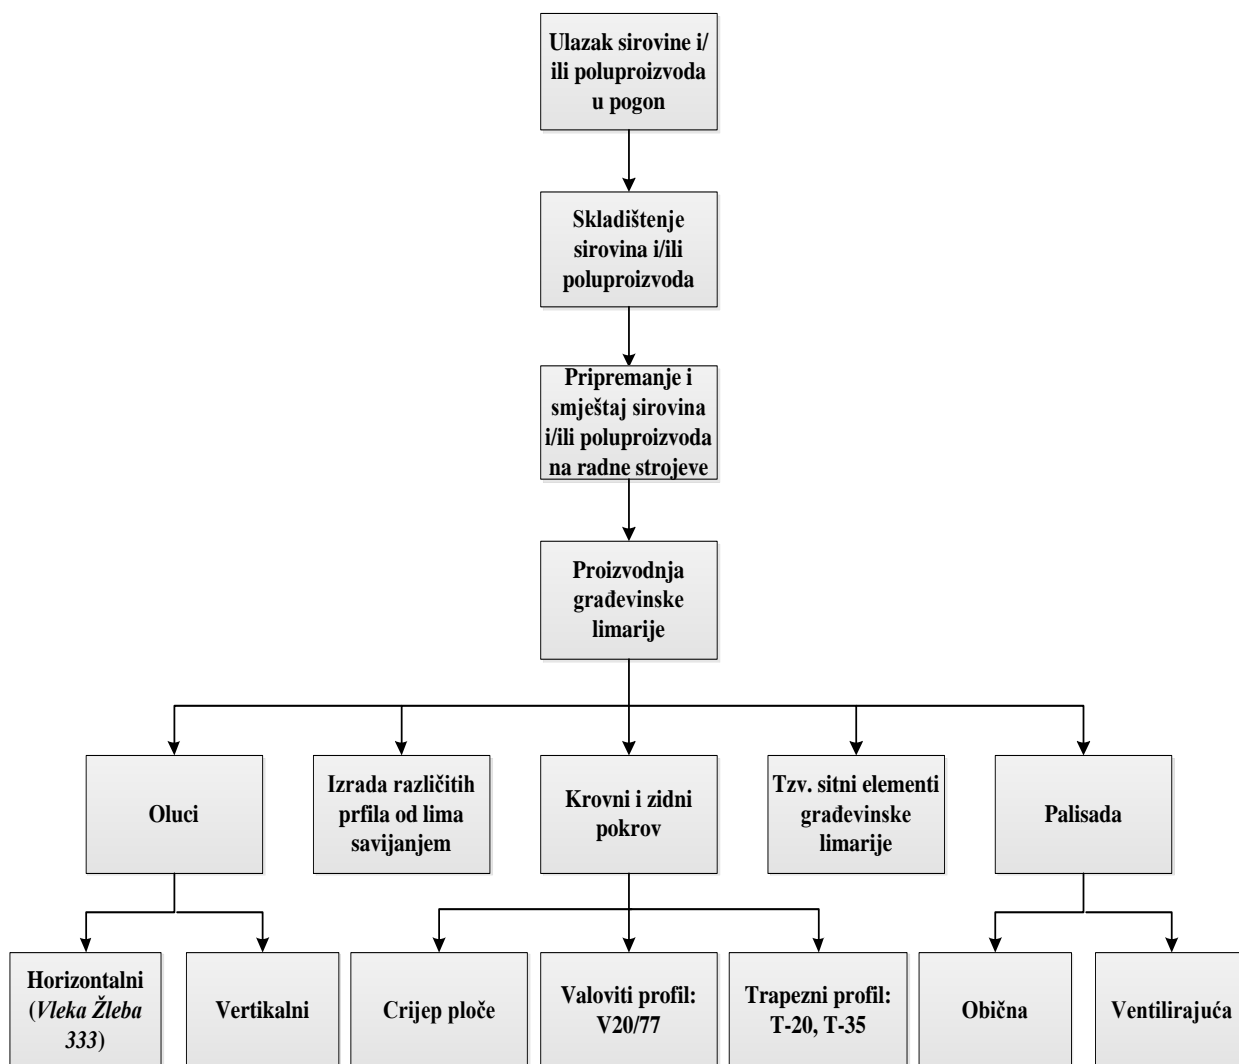 Ulazak sirovine i/
ili poluproizvoda
u pogon
Skladištenje
sirovina i/ili
poluproizvoda
Pripremanje i
smještaj sirovina
i/ili poluproizvoda
na radne strojeve
Proizvodnja
građevinske
limarije
Oluci
Izrada različitih
prfila od lima
savijanjem
Krovni i zidni
pokrov
Tzv. sitni elementi
građevinske
limarije
Palisada
Horizontalni
(Vleka Žleba
333)
Vertikalni
Crijep ploče
Valoviti profil:
V20/77
Trapezni profil:
T-20, T-35
Obična
Ventilirajuća